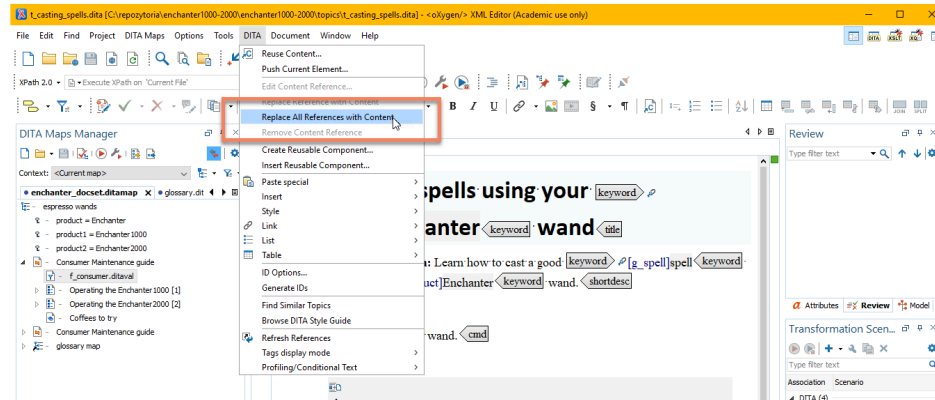 t_casting_spells.dita [C:\repozytoria\enchanter1000-2000\enchanter1000-2000\topics\t_casting_spells.dita] - <oXygen/> XML Editor (Academic use only)
File Edit Find Project DITA Maps Options Tools DITA Document Window Help
DITA XSLT XQ
XPath 2.0 Execute XPath on 'Current File'
B I U § ¶ JOIN SPLIT
DITA Maps Manager
Context: <Current map>
enchanter_docset.ditamap glossary.dit
espresso wands
product = Enchanter
product1 = Enchanter1000
product2 = Enchanter2000
Consumer Maintenance guide
f_consumer.ditaval
Operating the Enchanter1000 [1]
Operating the Enchanter2000 [2]
Coffees to try
Consumer Maintenance guide
glossary map
Reuse Content...
Push Current Element...
Edit Content Reference...
Replace Reference with Content
Replace All References with Content
Remove Content Reference
Create Reusable Component...
Insert Reusable Component...
Paste special
Insert
Style
Link
List
Table
ID Options...
Generate IDs
Find Similar Topics
Browse DITA Style Guide
Refresh References
Tags display mode
Profiling/Conditional Text
spells using your keyword
anter keyword wand title
: Learn how to cast a good keyword [g_spell]spell keyword
uct]Enchanter keyword wand. shortdesc
wand. cmd
Review
Type filter text
Attributes Review Model
Transformation Scen...
Type filter text
Association Scenario
DITA (4)